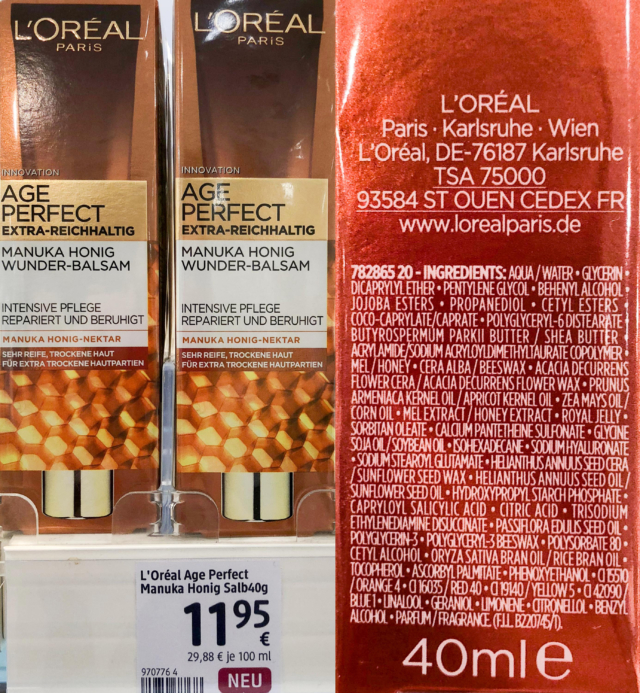 L'ORÉAL
PARIS
INNOVATION
AGE
PERFECT
EXTRA-REICHHALTIG
MANUKA HONIG
WUNDER-BALSAM
INTENSIVE PFLEGE
REPARIERT UND BERUHIGT
MANUKA HONIG-NEKTAR
SEHR REIFE, TROCKENE HAUT
FÜR EXTRA TROCKENE HAUTPARTIEN
L'ORÉAL
PARIS
INNOVATION
AGE
PERFECT
EXTRA-REICHHALTIG
MANUKA HONIG
WUNDER-BALSAM
INTENSIVE PFLEGE
REPARIERT UND BERUHIGT
MANUKA HONIG-NEKTAR
SEHR REIFE, TROCKENE HAUT
FÜR EXTRA TROCKENE HAUTPARTIEN
L'Oréal Age Perfect
Manuka Honig Salb40g
11 95
€
29,88 € je 100 ml
970776 4
NEU
L'ORÉAL
Paris · Karlsruhe · Wien
L'Oréal, DE-76187 Karlsruhe
TSA 75000
93584 ST OUEN CEDEX FR
www.lorealparis.de
782865 20 - INGREDIENTS: AQUA / WATER • GLYCERIN •
DICAPRYLYL ETHER • PENTYLENE GLYCOL • BEHENYL ALCOHOL •
JOJOBA ESTERS • PROPANEDIOL • CETYL ESTERS •
COCO-CAPRYLATE/CAPRATE • POLYGLYCERYL-6 DISTEARATE •
BUTYROSPERMUM PARKII BUTTER / SHEA BUTTER •
ACRYLAMIDE/SODIUM ACRYLOYLDIMETHYLTAURATE COPOLYMER •
MEL / HONEY • CERA ALBA / BEESWAX • ACACIA DECURRENS
FLOWER CERA / ACACIA DECURRENS FLOWER WAX • PRUNUS
ARMENIACA KERNEL OIL / APRICOT KERNEL OIL • ZEA MAYS OIL /
CORN OIL • MEL EXTRACT / HONEY EXTRACT • ROYAL JELLY •
SORBITAN OLEATE • CALCIUM PANTETHEINE SULFONATE • GLYCINE
SOJA OIL / SOYBEAN OIL • ISOHEXADECANE • SODIUM HYALURONATE
• SODIUM STEAROYL GLUTAMATE • HELIANTHUS ANNUUS SEED CERA
/ SUNFLOWER SEED WAX • HELIANTHUS ANNUUS SEED OIL /
SUNFLOWER SEED OIL • HYDROXYPROPYL STARCH PHOSPHATE •
CAPRYLOYL SALICYLIC ACID • CITRIC ACID • TRISODIUM
ETHYLENEDIAMINE DISUCCINATE • PASSIFLORA EDULIS SEED OIL •
POLYGLYCERIN-3 • POLYGLYCERYL-3 BEESWAX • POLYSORBATE 80 •
CETYL ALCOHOL • ORYZA SATIVA BRAN OIL / RICE BRAN OIL •
TOCOPHEROL • ASCORBYL PALMITATE • PHENOXYETHANOL • CI 15510
/ ORANGE 4 • CI 16035 / RED 40 • CI 19140 / YELLOW 5 • CI 42090 /
BLUE 1 • LINALOOL • GERANIOL • LIMONENE • CITRONELLOL • BENZYL
ALCOHOL • PARFUM / FRAGRANCE. (F.I.L. B220745/1).
40ml e